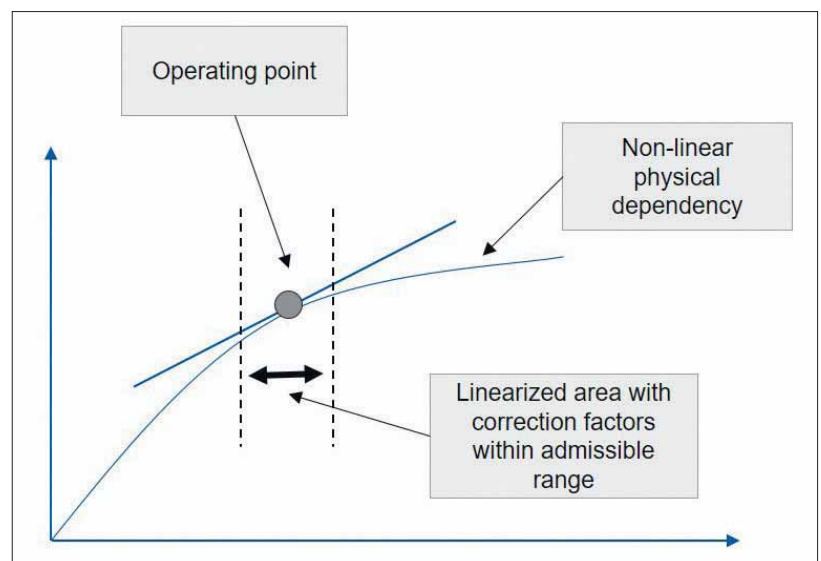 Operating point
Non-linear
physical
dependency
Linearized area with
correction factors
within admissible
range